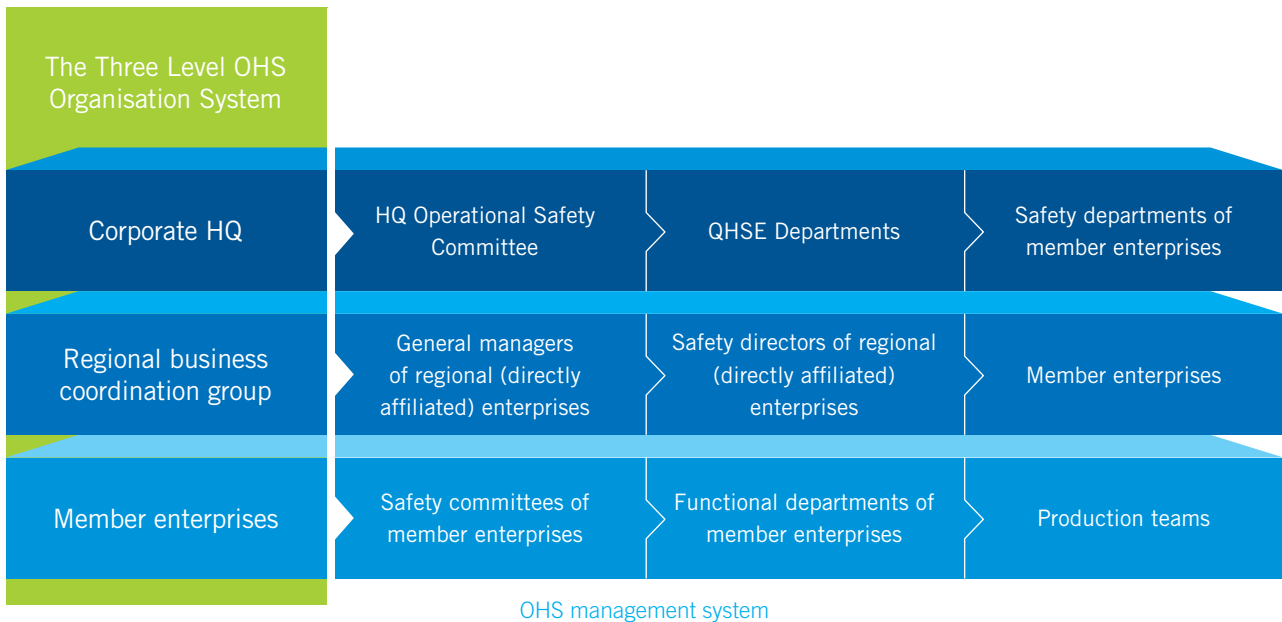 The Three Level OHS
Organisation System
Corporate HQ
HQ Operational Safety
Committee
QHSE Departments
Safety departments of
member enterprises
Regional business
coordination group
General managers
of regional (directly
affiliated) enterprises
Safety directors of regional
(directly affiliated)
enterprises
Member enterprises
Member enterprises
Safety committees of
member enterprises
Functional departments of
member enterprises
Production teams
OHS management system